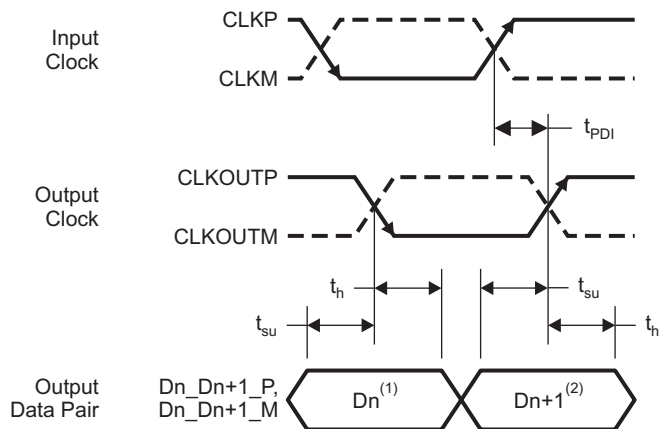 Input
Clock
CLKP
CLKM
t_PDI
Output
Clock
CLKOUTP
CLKOUTM
t_su
t_h
t_su
t_h
Output
Data Pair
Dn_Dn+1_P,
Dn_Dn+1_M
Dn(1)
Dn+1(2)